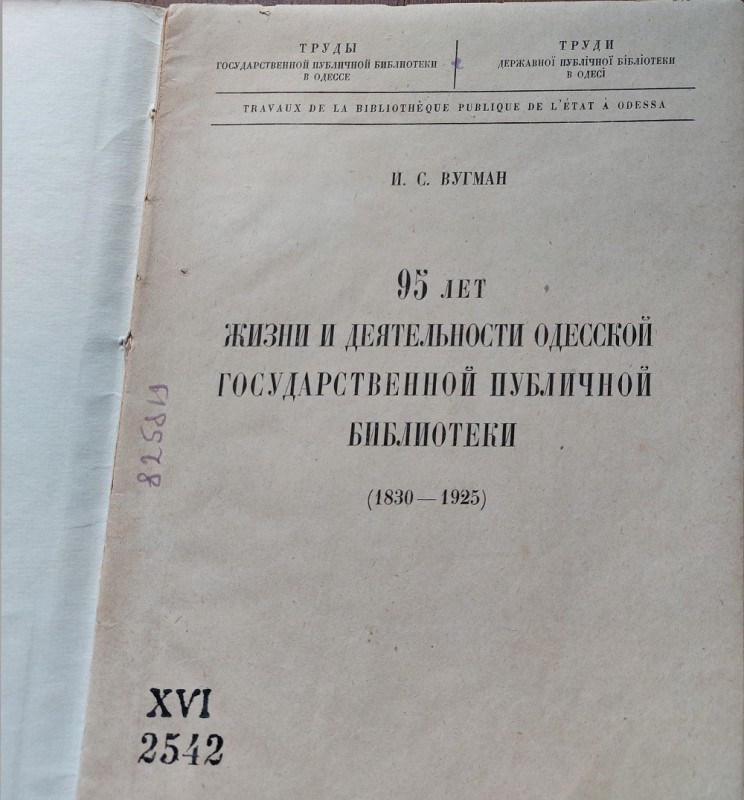 ТРУДЫ
ГОСУДАРСТВЕННОЙ ПУБЛИЧНОЙ БИБЛИОТЕКИ
В ОДЕССЕ
ТРУДИ
ДЕРЖАВНОЇ ПУБЛІЧНОЇ БІБЛІОТЕКИ
В ОДЕСІ
TRAVAUX DE LA BIBLIOTHÈQUE PUBLIQUE DE L'ÉTAT À ODESSA
И. С. ВУГМАН
95 ЛЕТ
ЖИЗНИ И ДЕЯТЕЛЬНОСТИ ОДЕССКОЙ
ГОСУДАРСТВЕННОЙ ПУБЛИЧНОЙ
БИБЛИОТЕКИ
(1830—1925)
XVI
2542